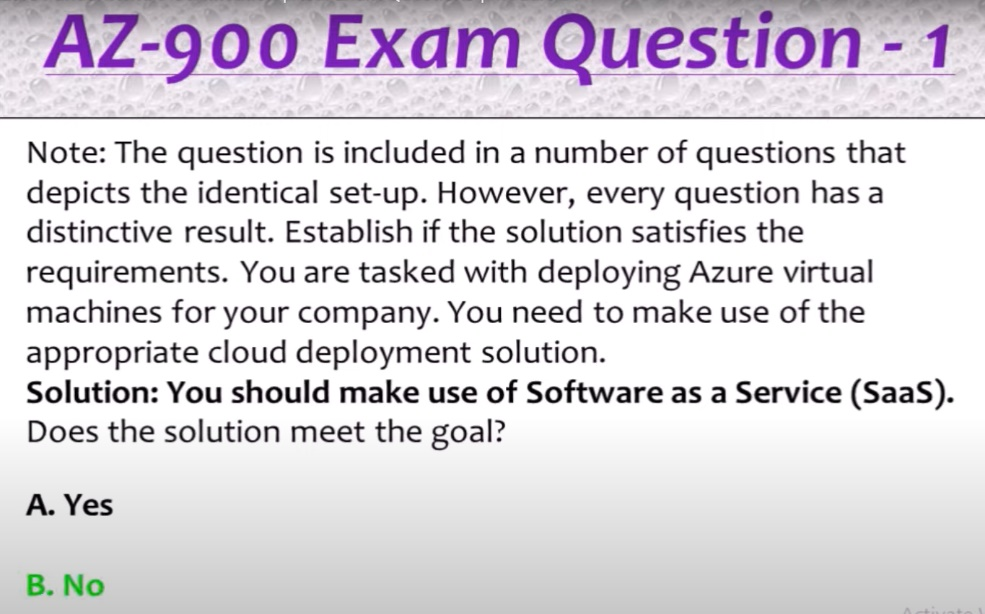 AZ-900 Exam Question - 1
Note: The question is included in a number of questions that
depicts the identical set-up. However, every question has a
distinctive result. Establish if the solution satisfies the
requirements. You are tasked with deploying Azure virtual
machines for your company. You need to make use of the
appropriate cloud deployment solution.
Solution: You should make use of Software as a Service (SaaS).
Does the solution meet the goal?
A. Yes
B. No